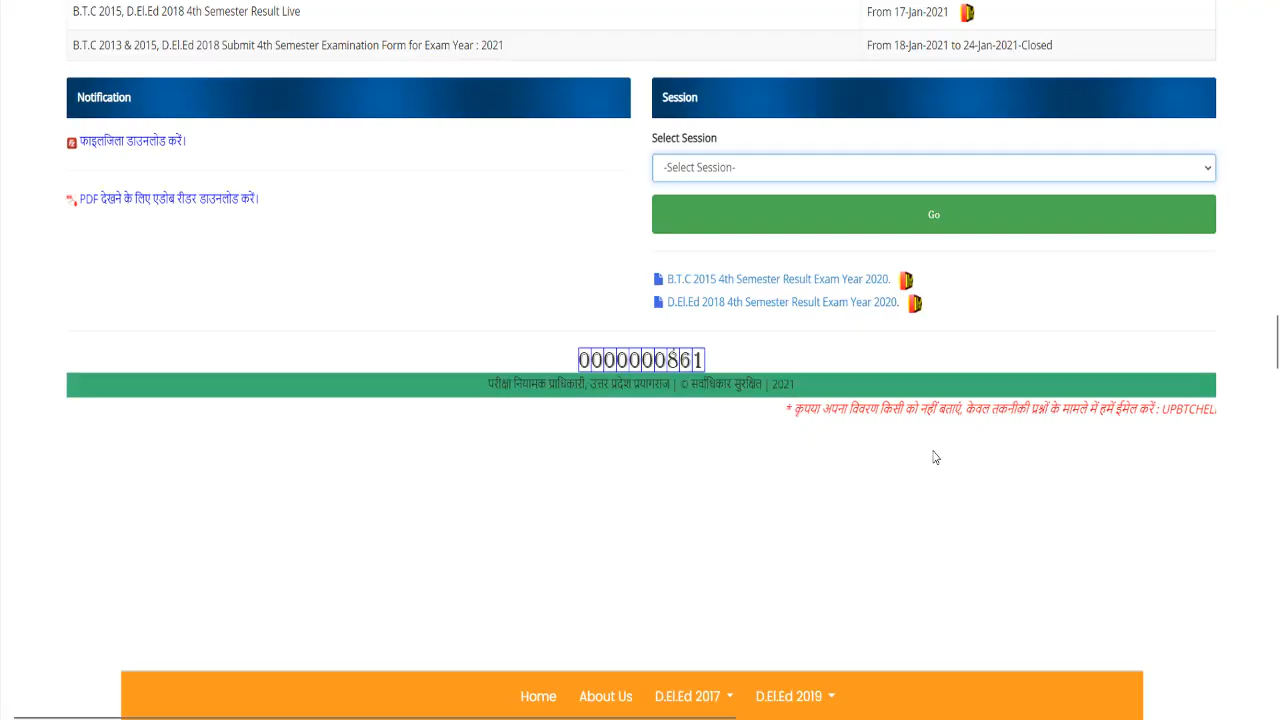 B.T.C 2015, D.El.Ed 2018 4th Semester Result Live From 17-Jan-2021
B.T.C 2013 & 2015, D.El.Ed 2018 Submit 4th Semester Examination Form for Exam Year : 2021 From 18-Jan-2021 to 24-Jan-2021-Closed
Notification
फाइलजिला डाउनलोड करें।
PDF देखने के लिए एडोब रीडर डाउनलोड करें।
Session
Select Session
-Select Session-
Go
B.T.C 2015 4th Semester Result Exam Year 2020.
D.El.Ed 2018 4th Semester Result Exam Year 2020.
0000000861
परीक्षा नियामक प्राधिकारी, उत्तर प्रदेश प्रयागराज | © सर्वाधिकार सुरक्षित | 2021
* कृपया अपना विवरण किसी को नहीं बताएं, केवल तकनीकी प्रश्नों के मामले में हमें ईमेल करें : UPBTCHEL
Home About Us D.El.Ed 2017 D.El.Ed 2019